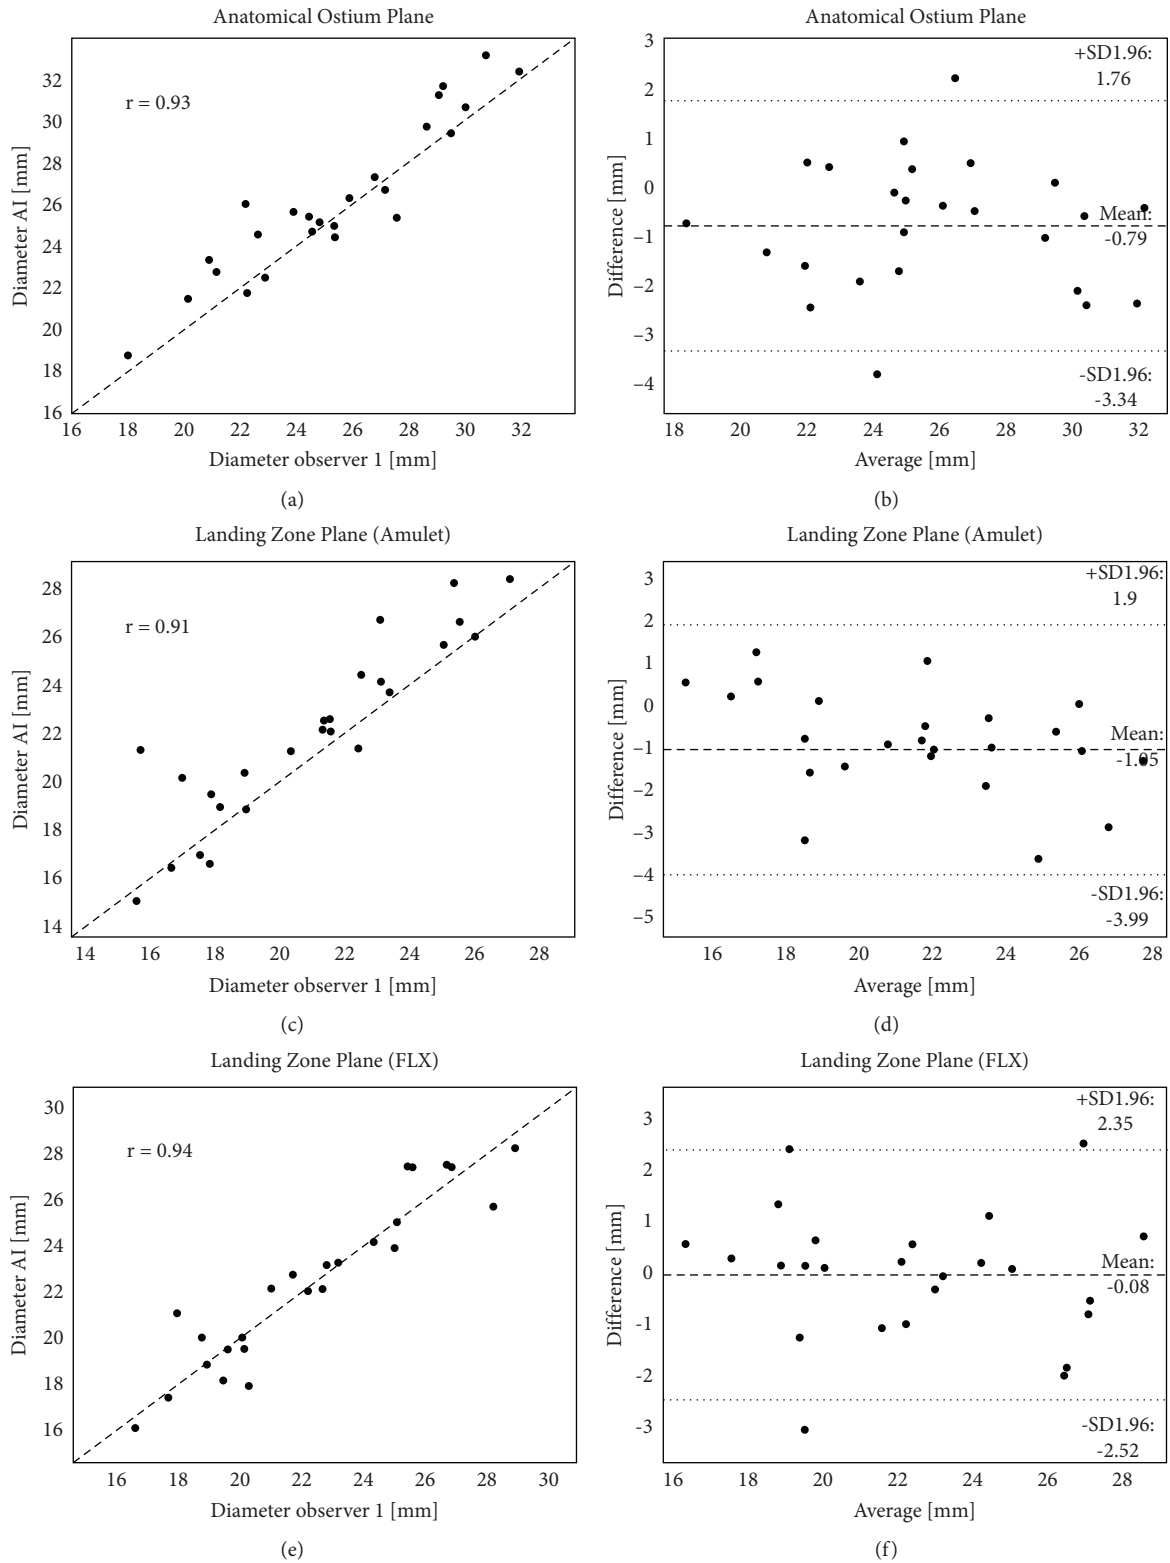 Anatomical Ostium Plane
r = 0.93
Diameter AI [mm]
32
30
28
26
24
22
20
18
16
16 18 20 22 24 26 28 30 32
Diameter observer 1 [mm]
(a)
Anatomical Ostium Plane
+SD1.96:
1.76
Mean:
-0.79
-SD1.96:
-3.34
Difference [mm]
3
2
1
0
–1
–2
–3
–4
18 20 22 24 26 28 30 32
Average [mm]
(b)
Landing Zone Plane (Amulet)
r = 0.91
Diameter AI [mm]
28
26
24
22
20
18
16
14
14 16 18 20 22 24 26 28
Diameter observer 1 [mm]
(c)
Landing Zone Plane (Amulet)
+SD1.96:
1.9
Mean:
-1.05
-SD1.96:
-3.99
Difference [mm]
3
2
1
0
–1
–2
–3
–4
–5
16 18 20 22 24 26 28
Average [mm]
(d)
Landing Zone Plane (FLX)
r = 0.94
Diameter AI [mm]
30
28
26
24
22
20
18
16
16 18 20 22 24 26 28 30
Diameter observer 1 [mm]
(e)
Landing Zone Plane (FLX)
+SD1.96:
2.35
Mean:
-0.08
-SD1.96:
-2.52
Difference [mm]
3
2
1
0
-1
-2
-3
16 18 20 22 24 26 28
Average [mm]
(f)